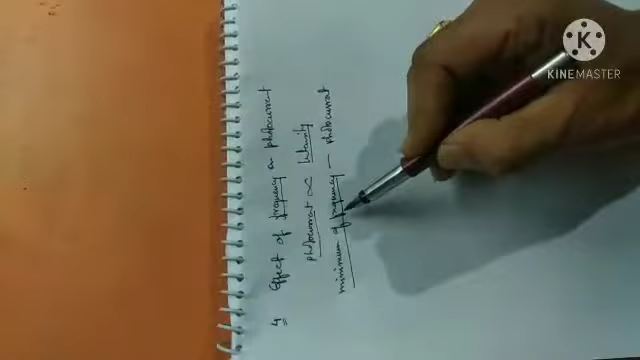 4 Effect of frequency on photocurrent
photocurrent ∝ Intensity
minimum of frequency – photocurrent
K
KINEMASTER